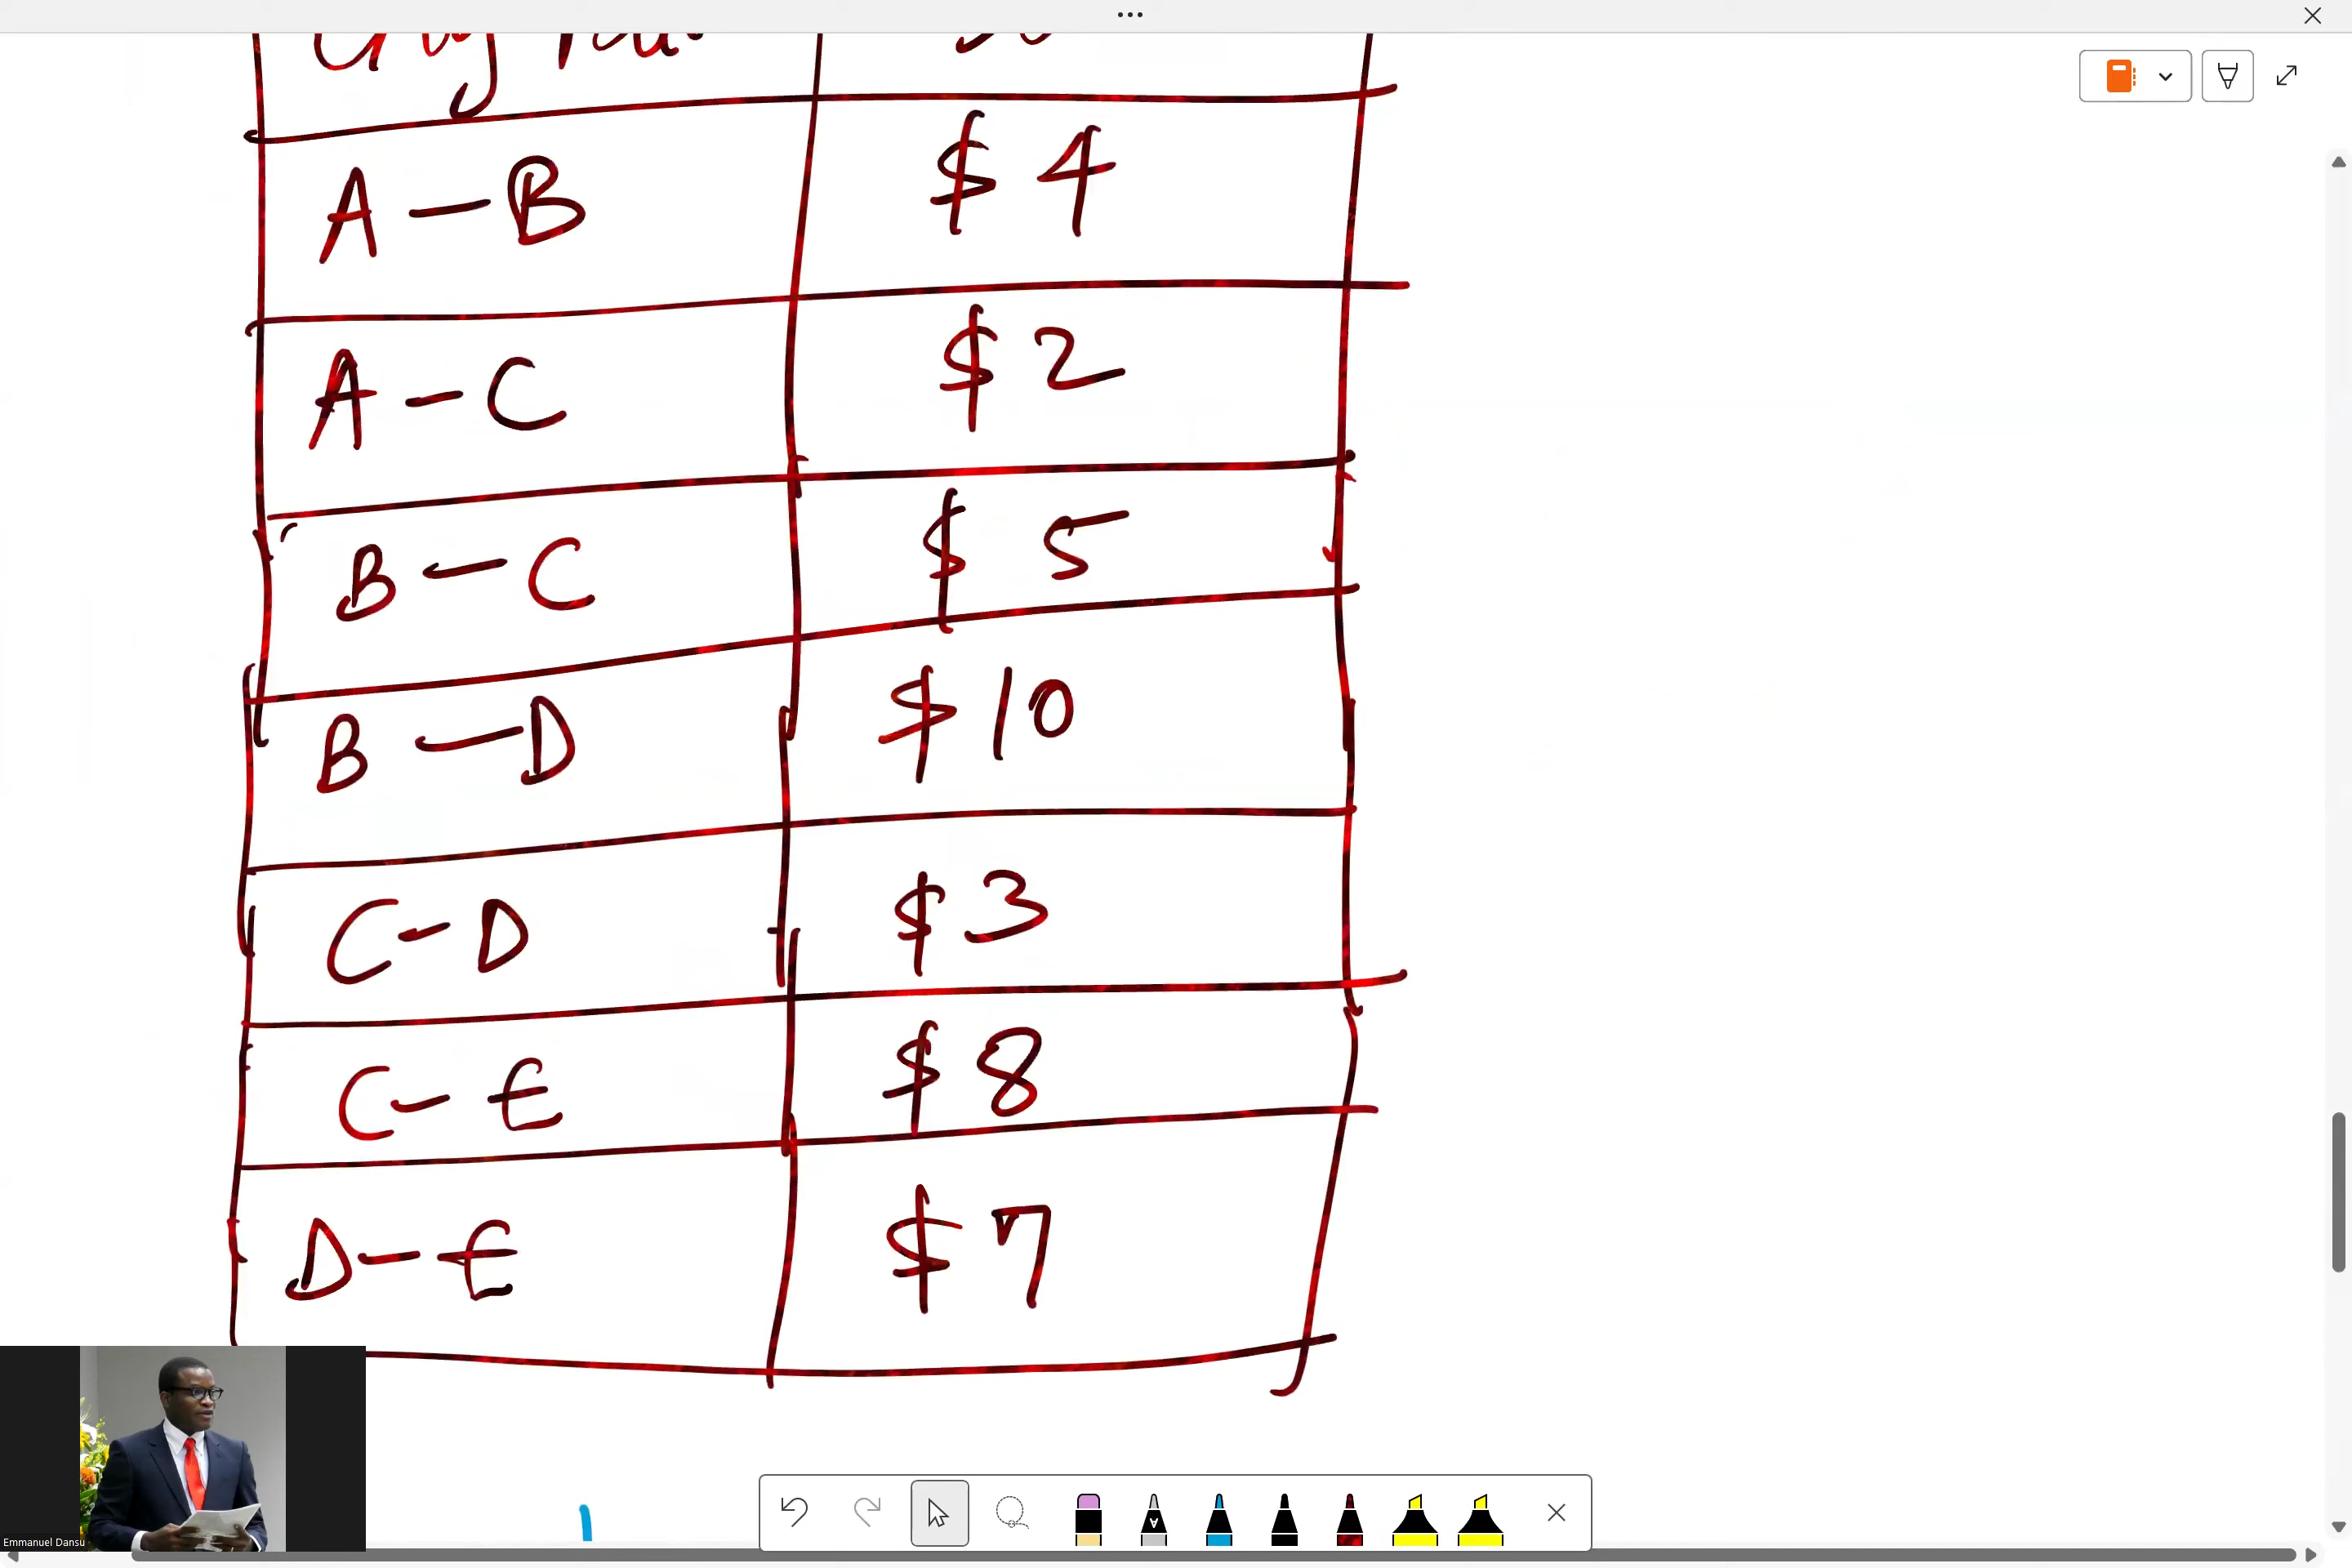 A - B $ 4
A - C $ 2
B - C $ 5
B - D $ 10
C - D $ 3
C - E $ 8
D - E $ 7
Emmanuel Dansu